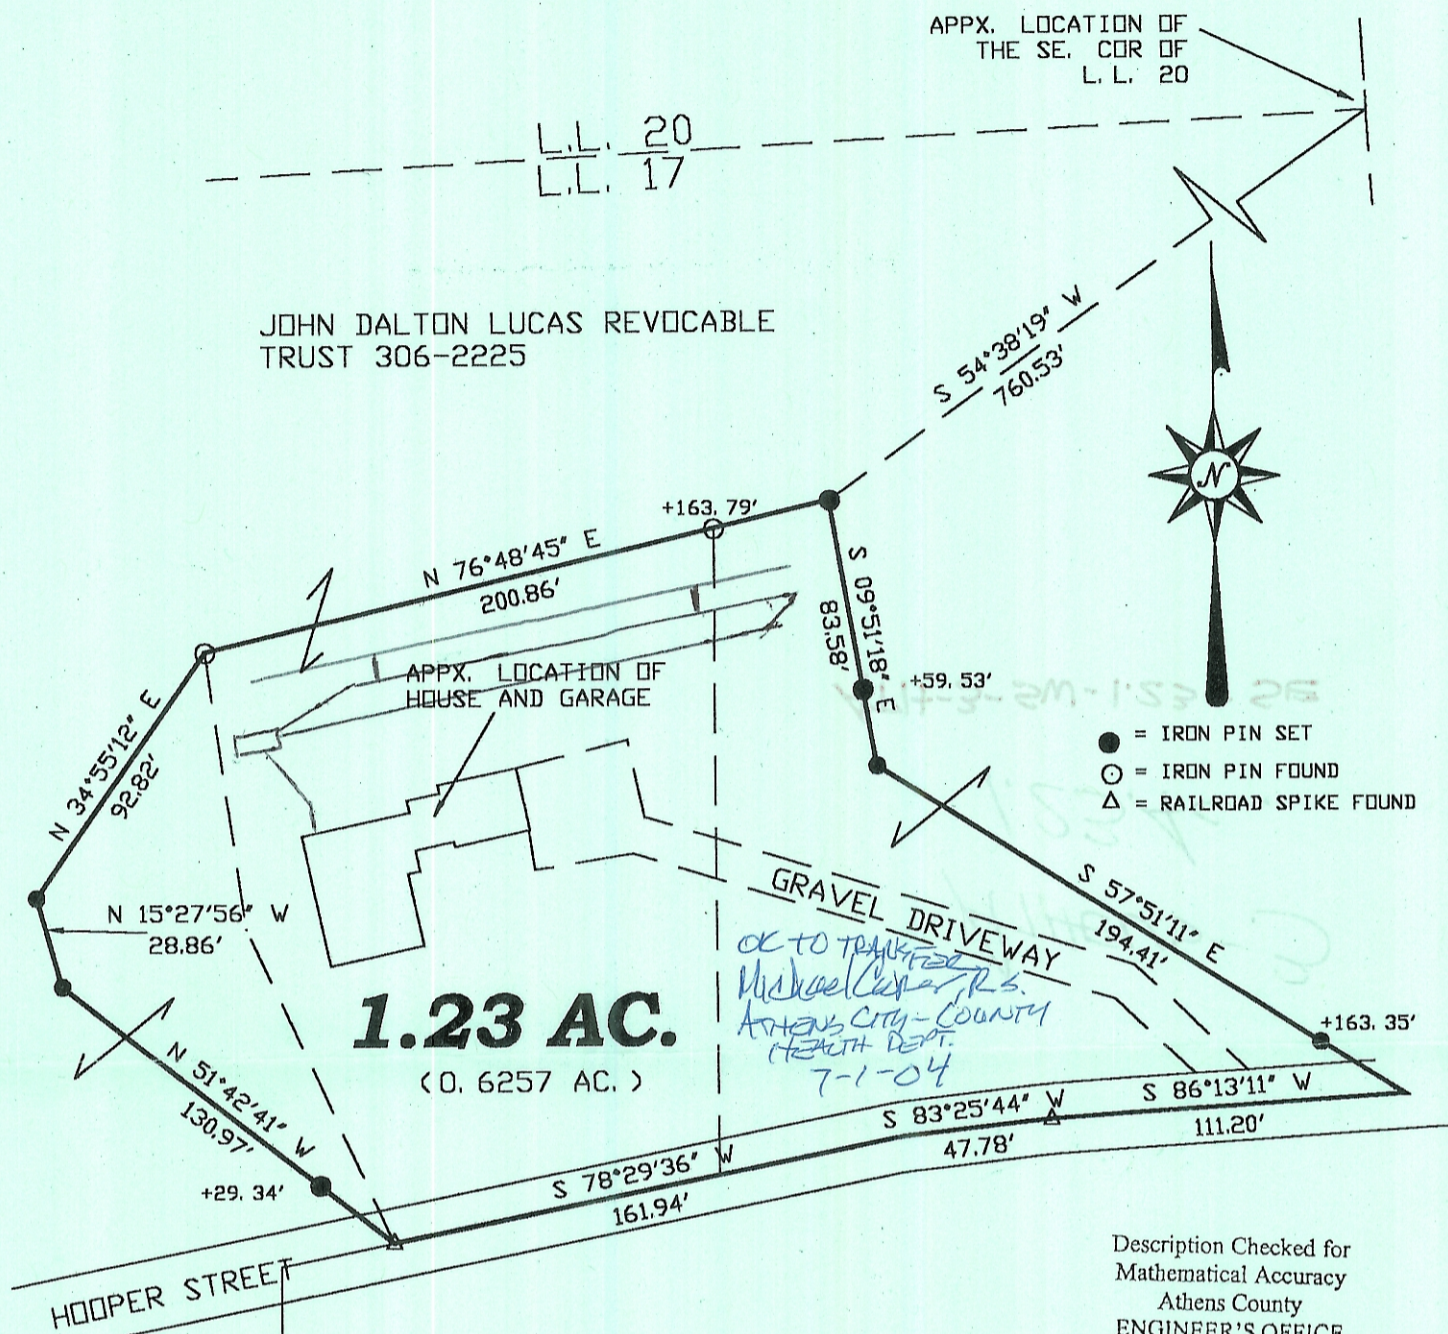 APPX. LOCATION OF
THE SE. COR OF
L.L. 20
L.L. 20
L.L. 17
JOHN DALTON LUCAS REVOCABLE
TRUST 306-2225
S 54°38'19" W
760.53'
N
+163.79'
N 76°48'45" E
200.86'
S 09°51'18" E
83.58'
+59.53'
APPX. LOCATION OF
HOUSE AND GARAGE
= IRON PIN SET
= IRON PIN FOUND
= RAILROAD SPIKE FOUND
N 34°55'12" E
92.82'
N 15°27'56" W
28.86'
GRAVEL DRIVEWAY
S 57°51'11" E
194.41'
OK TO TRANSFER
Michael Cooper, R.S.
ATHENS CITY-COUNTY
HEALTH DEPT.
7-1-04
1.23 AC.
(0.6257 AC.)
+163.35'
N 51°42'41" W
130.97'
+29.34'
S 78°29'36" W
161.94'
S 83°25'44" W
47.78'
S 86°13'11" W
111.20'
HOOPER STREET
Description Checked for
Mathematical Accuracy
Athens County
ENGINEER'S OFFICE